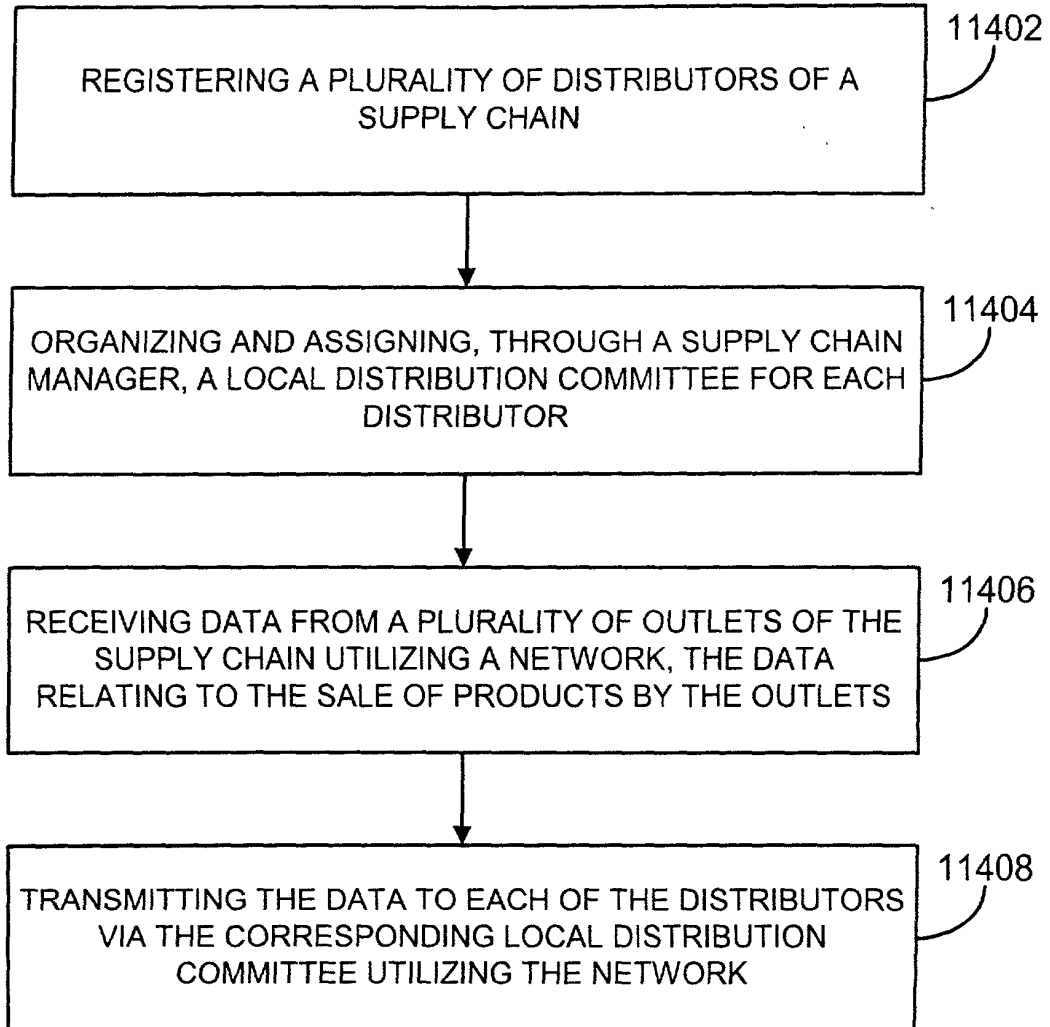 11402
REGISTERING A PLURALITY OF DISTRIBUTORS OF A
SUPPLY CHAIN
11404
ORGANIZING AND ASSIGNING, THROUGH A SUPPLY CHAIN
MANAGER, A LOCAL DISTRIBUTION COMMITTEE FOR EACH
DISTRIBUTOR
11406
RECEIVING DATA FROM A PLURALITY OF OUTLETS OF THE
SUPPLY CHAIN UTILIZING A NETWORK, THE DATA
RELATING TO THE SALE OF PRODUCTS BY THE OUTLETS
11408
TRANSMITTING THE DATA TO EACH OF THE DISTRIBUTORS
VIA THE CORRESPONDING LOCAL DISTRIBUTION
COMMITTEE UTILIZING THE NETWORK